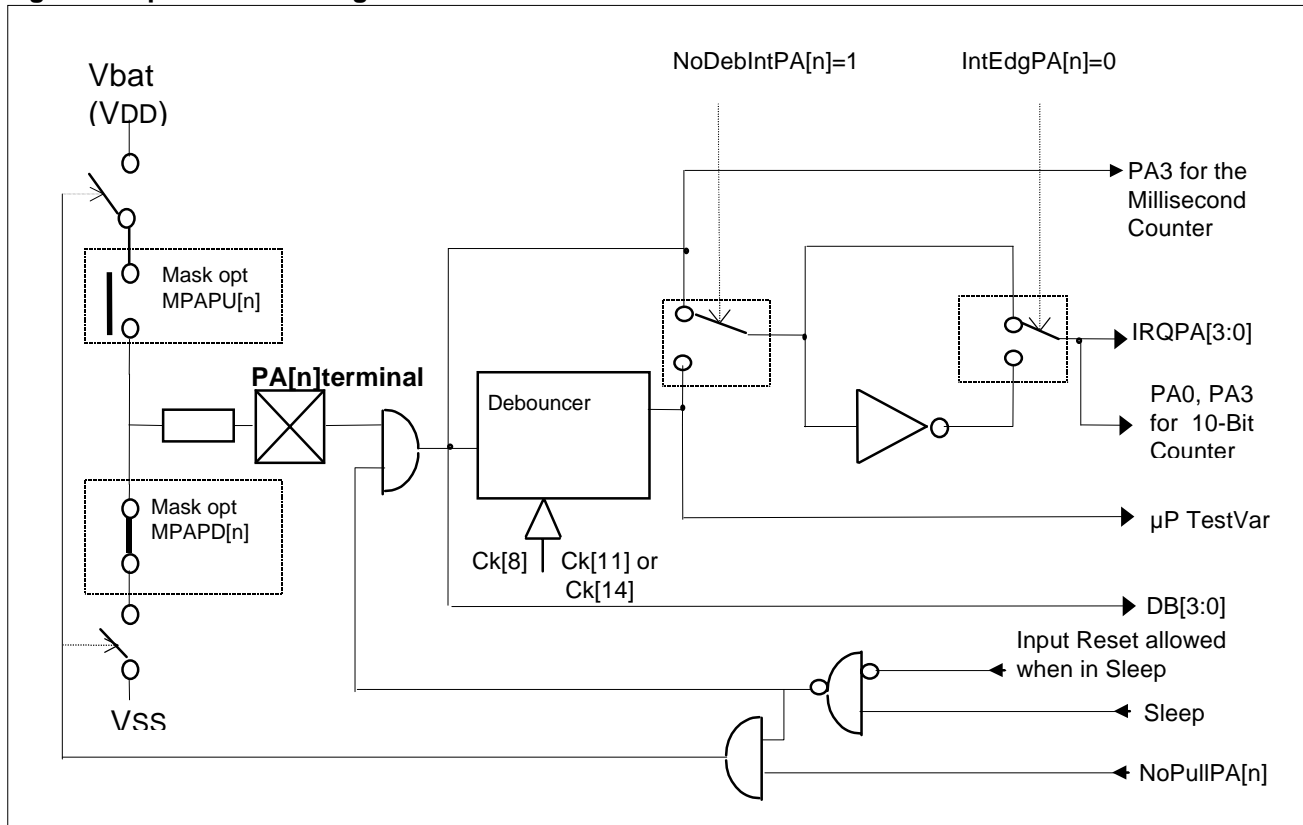 Vbat
(VDD)
NoDebIntPA[n]=1
IntEdgPA[n]=0
PA3 for the
Millisecond
Counter
Mask opt
MPAPU[n]
IRQPA[3:0]
PA[n]terminal
Debouncer
PA0, PA3
for 10-Bit
Counter
Mask opt
MPAPD[n]
µP TestVar
Ck[8]
Ck[11] or
Ck[14]
DB[3:0]
Input Reset allowed
when in Sleep
Sleep
VSS
NoPullPA[n]